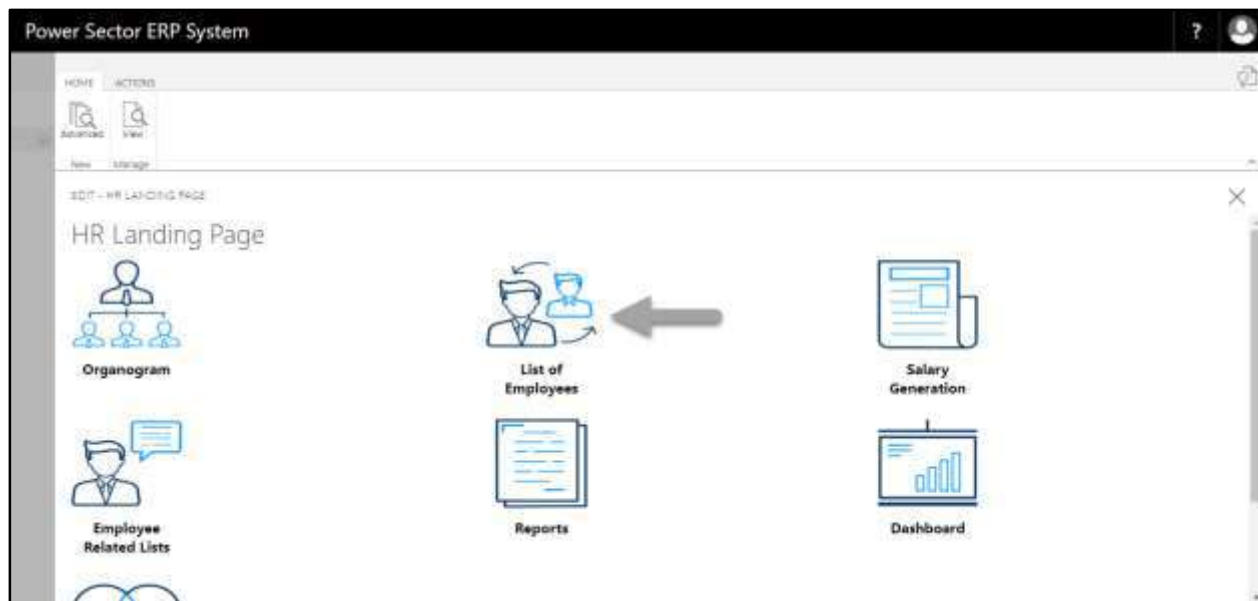 Power Sector ERP System ?
HOME ACTIONS
Advanced View
New Manage
EDIT - HR LANDING PAGE
HR Landing Page
Organogram
List of
Employees
Salary
Generation
Employee
Related Lists
Reports
Dashboard